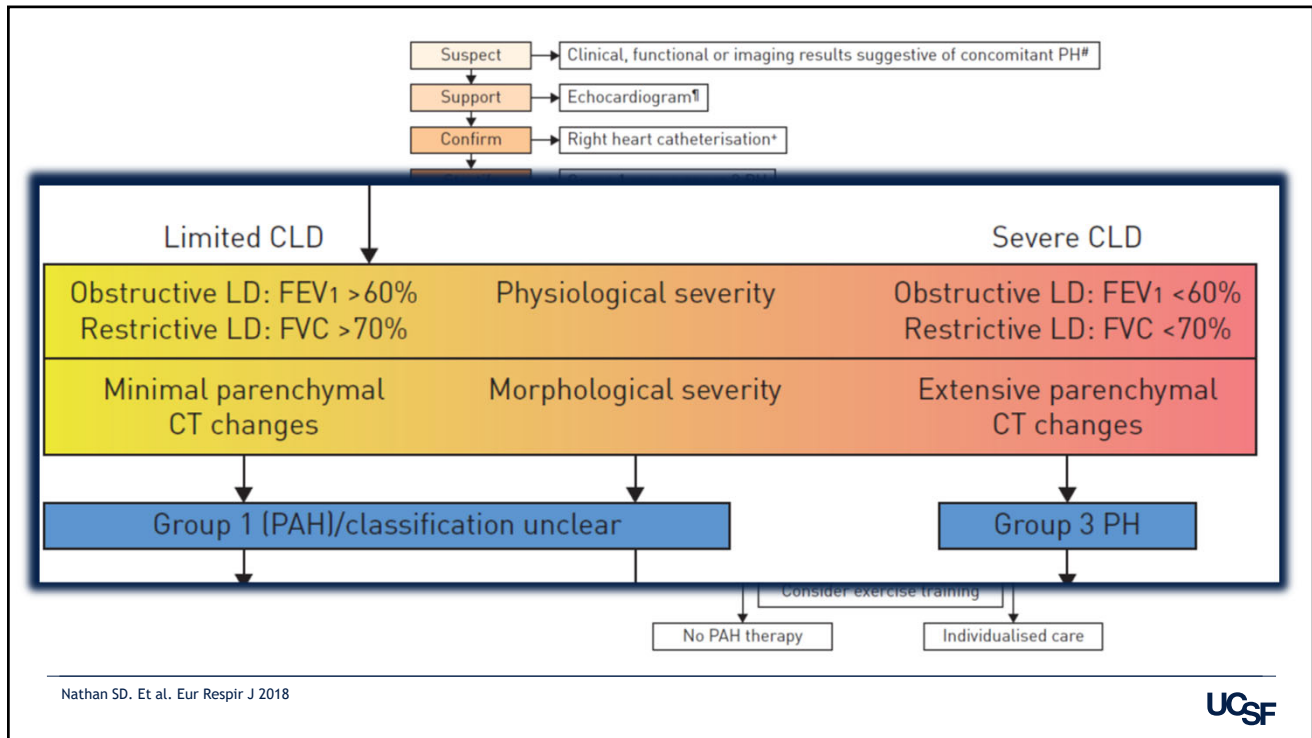 Suspect
Clinical, functional or imaging results suggestive of concomitant PH#
Support
Echocardiogram¶
Confirm
Right heart catheterisation+
Limited CLD
Severe CLD
Obstructive LD: FEV1 >60%
Restrictive LD: FVC >70%
Physiological severity
Obstructive LD: FEV1 <60%
Restrictive LD: FVC <70%
Minimal parenchymal
CT changes
Morphological severity
Extensive parenchymal
CT changes
Group 1 (PAH)/classification unclear
Group 3 PH
Consider exercise training
No PAH therapy
Individualised care
Nathan SD. Et al. Eur Respir J 2018
UCSF